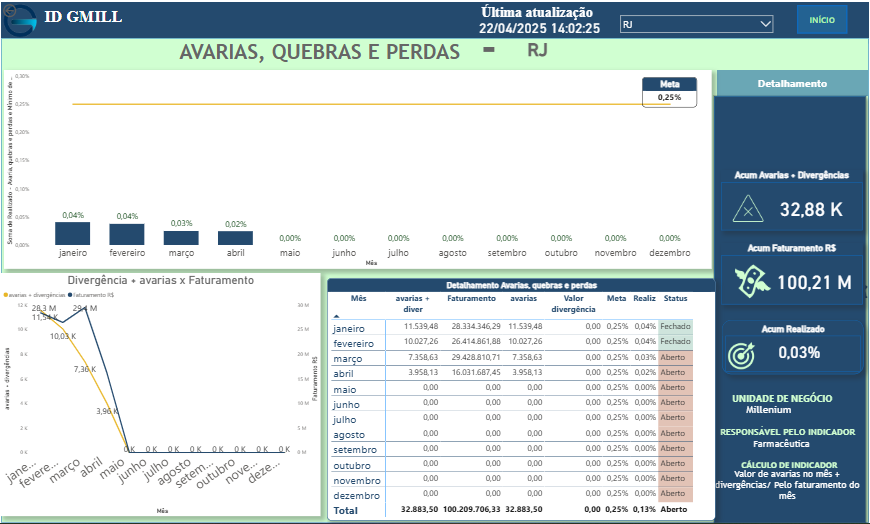 ID GMILL
Última atualização
22/04/2025 14:02:25
RJ
INÍCIO
AVARIAS, QUEBRAS E PERDAS - RJ
Soma de Realizado - Avaria, quebras e perdas e Mínimo de ...
0,30%
0,25%
0,20%
0,15%
0,10%
0,05%
0,00%
Meta
0,25%
0,04% 0,04% 0,03% 0,02% 0,00% 0,00% 0,00% 0,00% 0,00% 0,00% 0,00% 0,00%
janeiro fevereiro março abril maio junho julho agosto setembro outubro novembro dezembro
Mês
Detalhamento
Acum Avarias + Divergências
32,88 K
Acum Faturamento R$
100,21 M
Acum Realizado
0,03%
UNIDADE DE NEGÓCIO
Millenium
RESPONSÁVEL PELO INDICADOR
Farmacêutica
CÁLCULO DE INDICADOR
Valor de avarias no mês +
divergências/ Pelo faturamento do
mês
Divergência + avarias x Faturamento
avarias + divergências Faturamento R$
avarias + divergências
12 K
10 K
8 K
6 K
4 K
2 K
0 K
28,3 M
11,54 K
10,03 K
29,4 M
7,36 K
3,96 K
0 K 0 K 0 K 0 K 0 K 0 K 0 K 0 K
30 M
25 M
20 M
15 M
10 M
5 M
0 M
Faturamento R$
jane... fevere... março abril maio junho julho agosto setem... outubro nove... deze...
Mês
Detalhamento Avarias, quebras e perdas
Mês avarias + diver Faturamento avarias Valor divergência Meta Realiz Status
janeiro 11.539,48 28.334.346,29 11.539,48 0,00 0,25% 0,04% Fechado
fevereiro 10.027,26 26.414.861,88 10.027,26 0,00 0,25% 0,04% Fechado
março 7.358,63 29.428.810,71 7.358,63 0,00 0,25% 0,03% Aberto
abril 3.958,13 16.031.687,45 3.958,13 0,00 0,25% 0,02% Aberto
maio 0,00 0,00 0,00 0,00 0,25% 0,00% Aberto
junho 0,00 0,00 0,00 0,00 0,25% 0,00% Aberto
julho 0,00 0,00 0,00 0,00 0,25% 0,00% Aberto
agosto 0,00 0,00 0,00 0,00 0,25% 0,00% Aberto
setembro 0,00 0,00 0,00 0,00 0,25% 0,00% Aberto
outubro 0,00 0,00 0,00 0,00 0,25% 0,00% Aberto
novembro 0,00 0,00 0,00 0,00 0,25% 0,00% Aberto
dezembro 0,00 0,00 0,00 0,00 0,25% 0,00% Aberto
Total 32.883,50 100.209.706,33 32.883,50 0,00 0,25% 0,13% Aberto